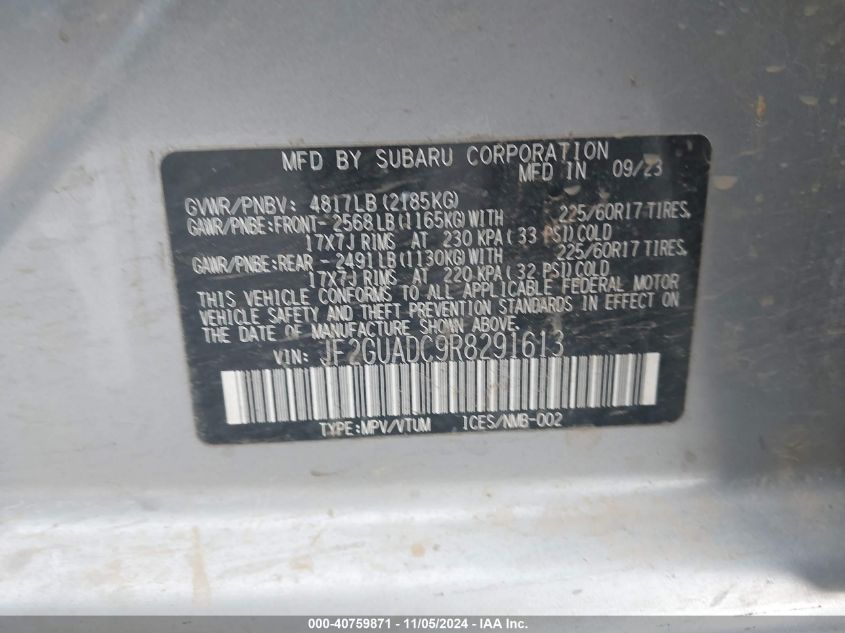 MFD BY SUBARU CORPORATION
MFD IN 09/23
GVWR/PNBV: 4817LB (2185KG)
GAWR/PNBE:FRONT- 2568LB(1165KG)WITH 225/60R17 TIRES,
17X7J RIMS AT 230 KPA( 33 PSI)COLD
GAWR/PNBE:REAR - 2491LB(1130KG)WITH 225/60R17 TIRES,
17X7J RIMS AT 220 KPA( 32 PSI)COLD
THIS VEHICLE CONFORMS TO ALL APPLICABLE FEDERAL MOTOR
VEHICLE SAFETY AND THEFT PREVENTION STANDARDS IN EFFECT ON
THE DATE OF MANUFACTURE SHOWN ABOVE.
VIN: JF2GUADC9R8291613
TYPE:MPV/VTUM ICES/NMB-002
000-40759871 - 11/05/2024 - IAA Inc.